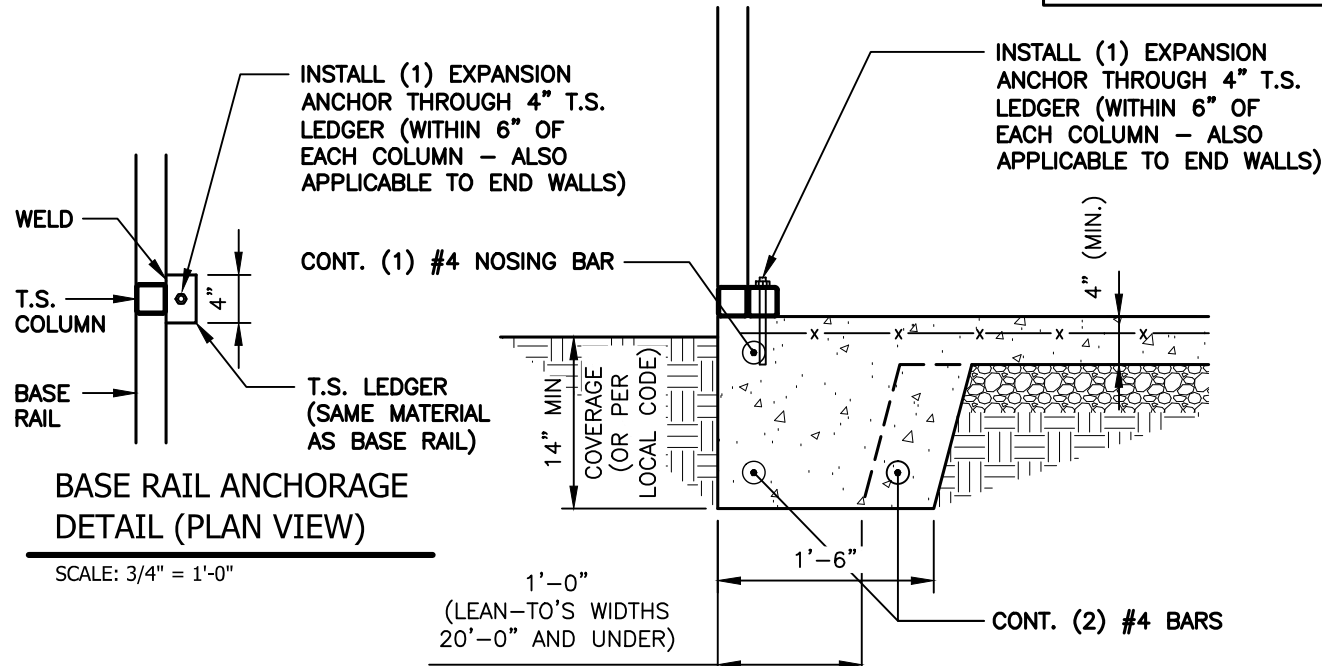 INSTALL (1) EXPANSION
ANCHOR THROUGH 4” T.S.
LEDGER (WITHIN 6” OF
EACH COLUMN – ALSO
APPLICABLE TO END WALLS)
WELD
T.S.
COLUMN
BASE
RAIL
4”
T.S. LEDGER
(SAME MATERIAL
AS BASE RAIL)
BASE RAIL ANCHORAGE
DETAIL (PLAN VIEW)
SCALE: 3/4" = 1'-0"
INSTALL (1) EXPANSION
ANCHOR THROUGH 4” T.S.
LEDGER (WITHIN 6” OF
EACH COLUMN – ALSO
APPLICABLE TO END WALLS)
CONT. (1) #4 NOSING BAR
4” (MIN.)
x x x x x
14” MIN
COVERAGE
(OR PER
LOCAL CODE)
1’–6”
1’–0”
(LEAN–TO’S WIDTHS
20’–0” AND UNDER)
CONT. (2) #4 BARS